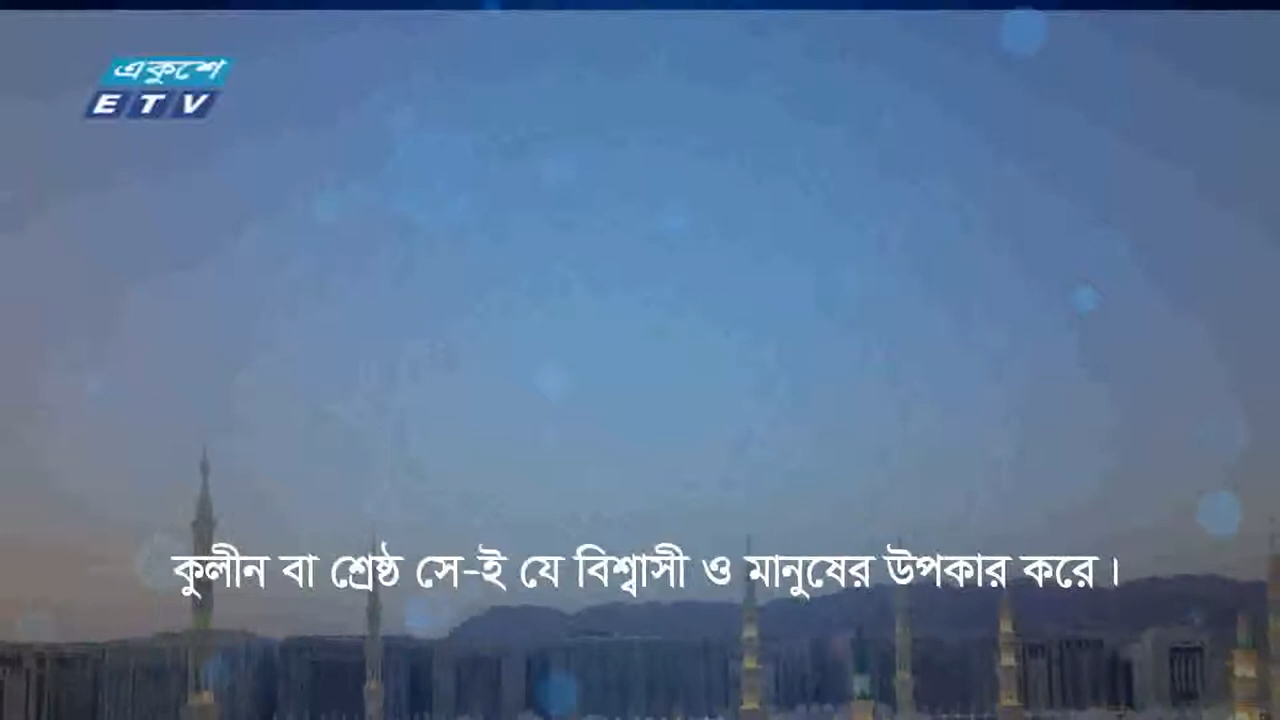 একুশে
ETV
কুলীন বা শ্রেষ্ঠ সে-ই যে বিশ্বাসী ও মানুষের উপকার করে।